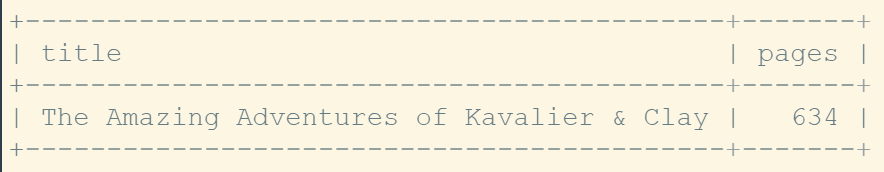 +-------------------------------------------+-------+
| title                                     | pages |
+-------------------------------------------+-------+
| The Amazing Adventures of Kavalier & Clay |   634 |
+-------------------------------------------+-------+